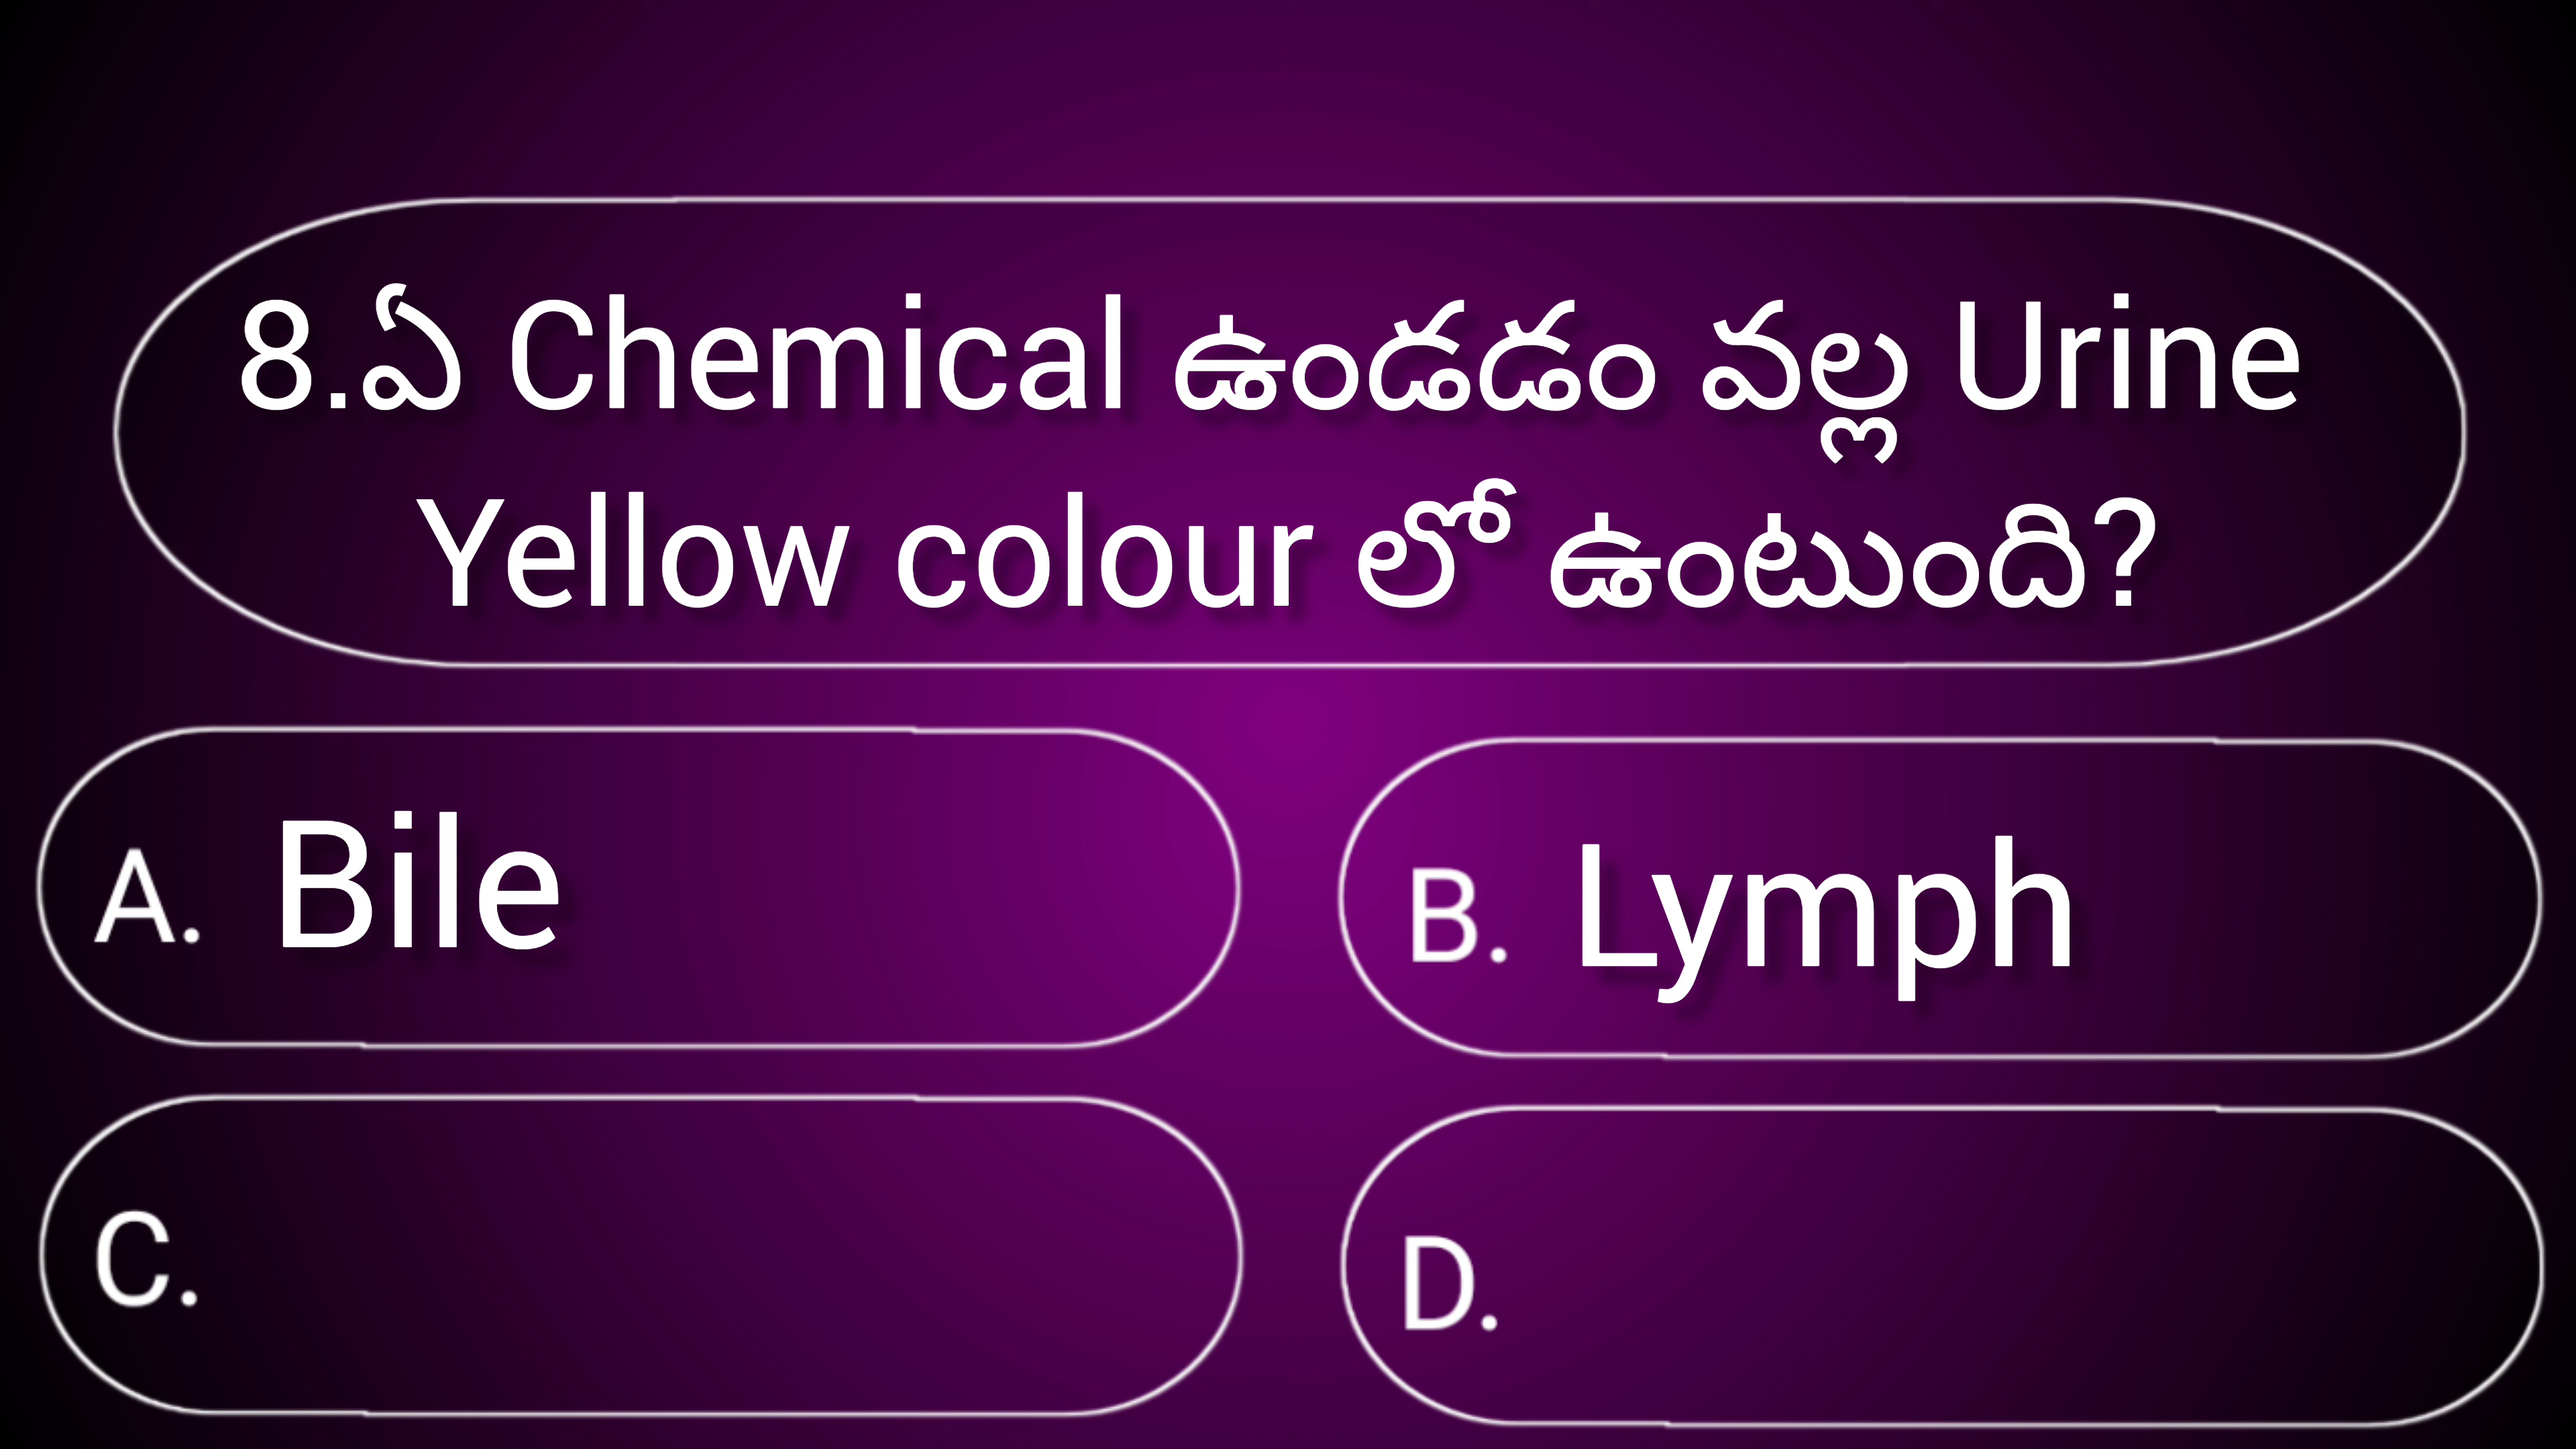 8.ఏ Chemical ఉండడం వల్ల Urine
Yellow colour లో ఉంటుంది?
A. Bile
B. Lymph
C.
D.